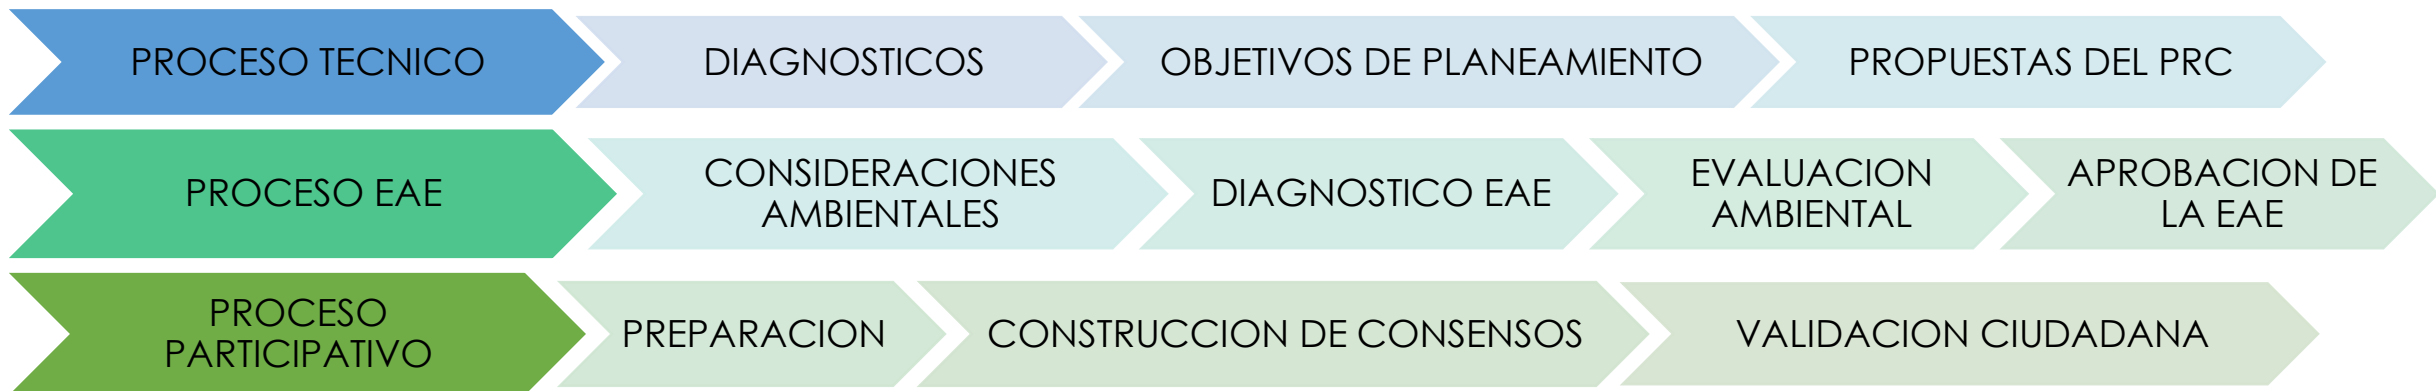 PROCESO TECNICO
DIAGNOSTICOS
OBJETIVOS DE PLANEAMIENTO
PROPUESTAS DEL PRC
PROCESO EAE
CONSIDERACIONES
AMBIENTALES
DIAGNOSTICO EAE
EVALUACION
AMBIENTAL
APROBACION DE
LA EAE
PROCESO
PARTICIPATIVO
PREPARACION
CONSTRUCCION DE CONSENSOS
VALIDACION CIUDADANA